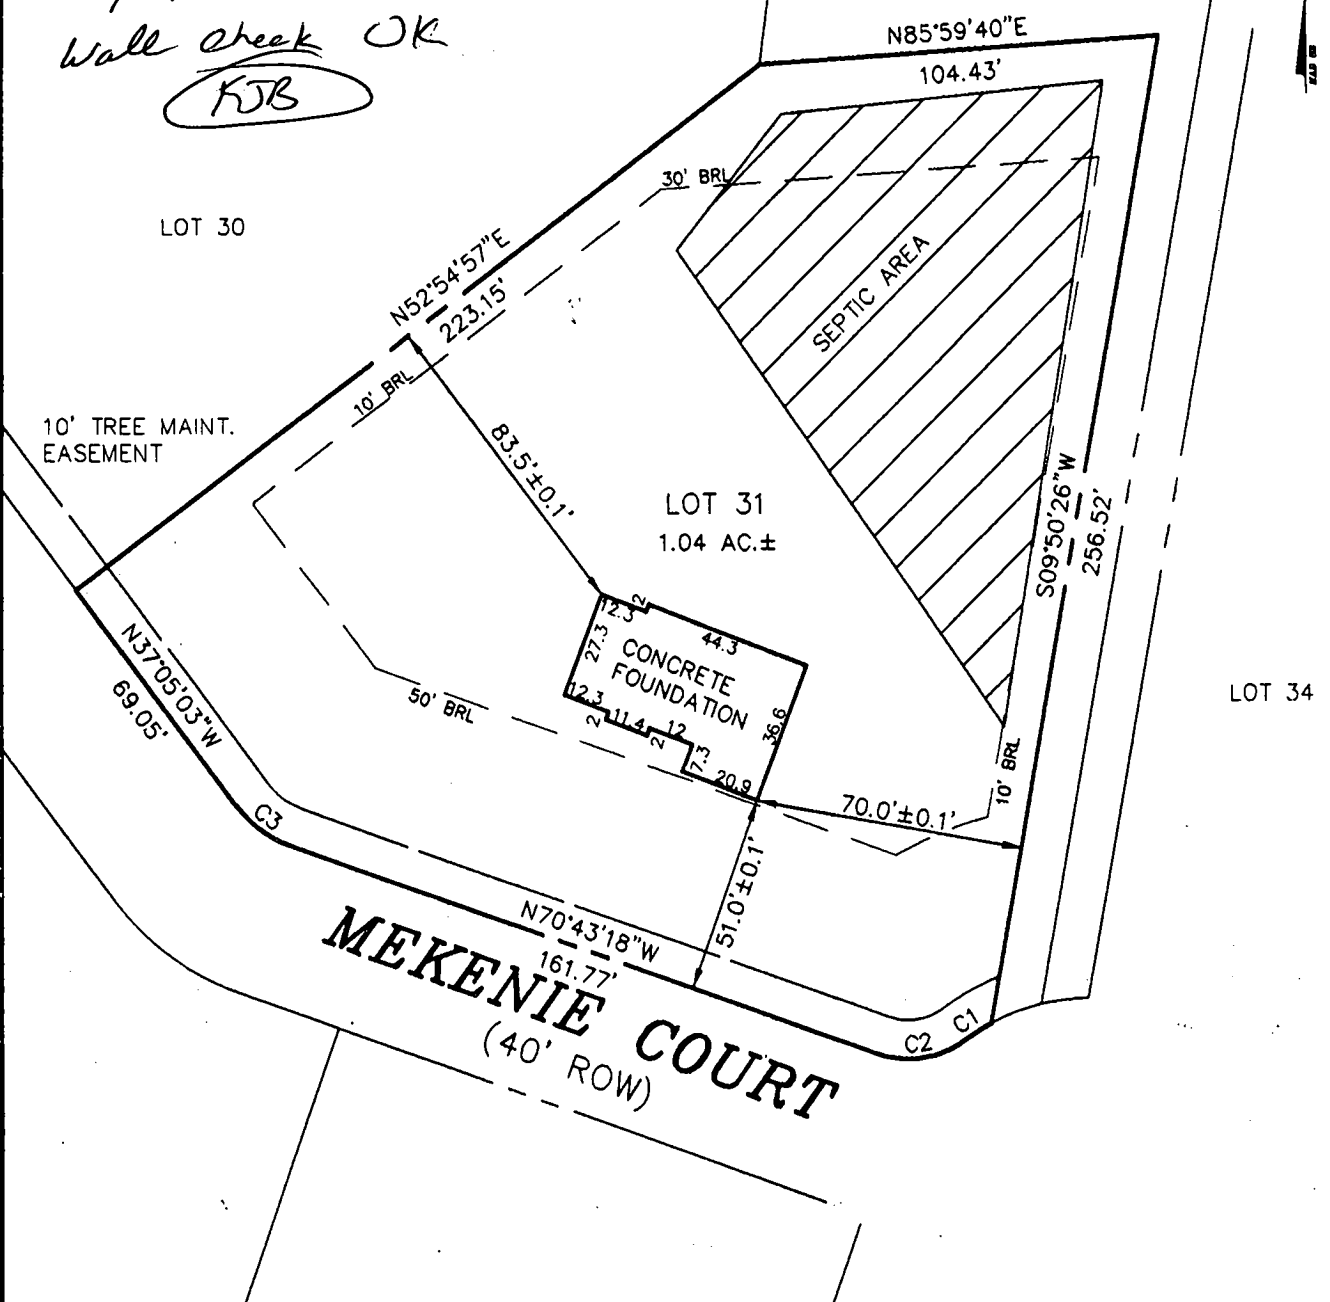 Wall check OK
KJB
N85°59'40"E
104.43'
30' BRL
LOT 30
N52°54'57"E
223.15'
SEPTIC AREA
10' BRL
10' TREE MAINT.
EASEMENT
83.5'±0.1'
LOT 31
1.04 AC.±
S09°50'26"W
256.52'
12.3
2
44.3
27.3
CONCRETE
FOUNDATION
12.3
2
11.4
2
12
7.3
20.9
36.6
N37°05'03"W
69.05'
50' BRL
LOT 34
10' BRL
70.0'±0.1'
51.0'±0.1'
C3
N70°43'18"W
161.77'
C2
C1
MEKENIE COURT
(40' ROW)